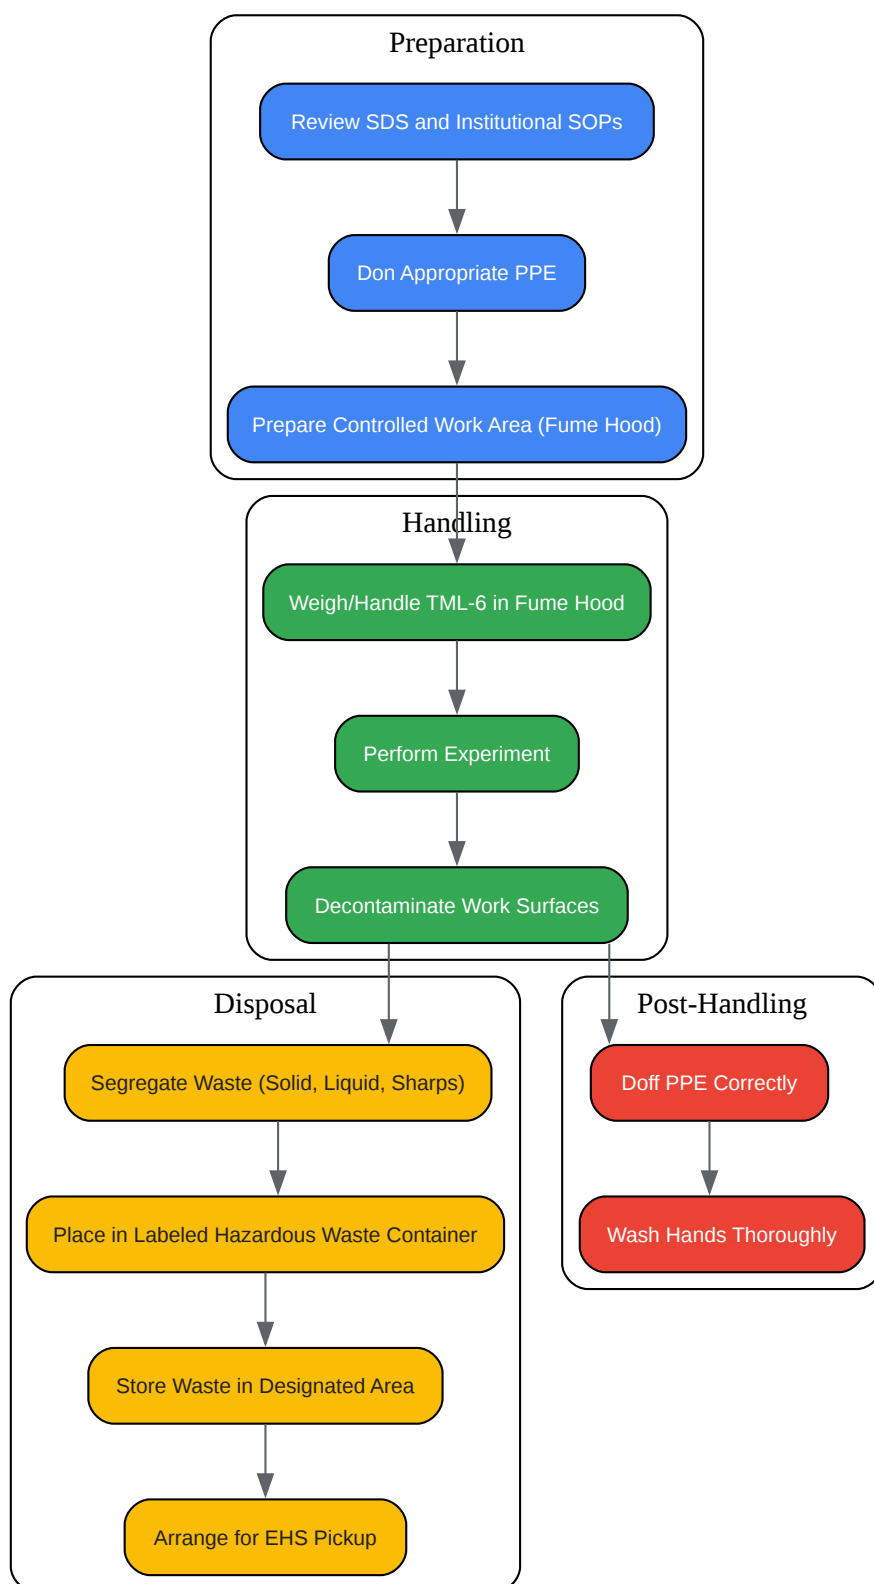 Preparation
Review SDS and Institutional SOPs
Don Appropriate PPE
Prepare Controlled Work Area (Fume Hood)
Handling
Weigh/Handle TML-6 in Fume Hood
Perform Experiment
Decontaminate Work Surfaces
Disposal
Segregate Waste (Solid, Liquid, Sharps)
Place in Labeled Hazardous Waste Container
Store Waste in Designated Area
Arrange for EHS Pickup
Post-Handling
Doff PPE Correctly
Wash Hands Thoroughly